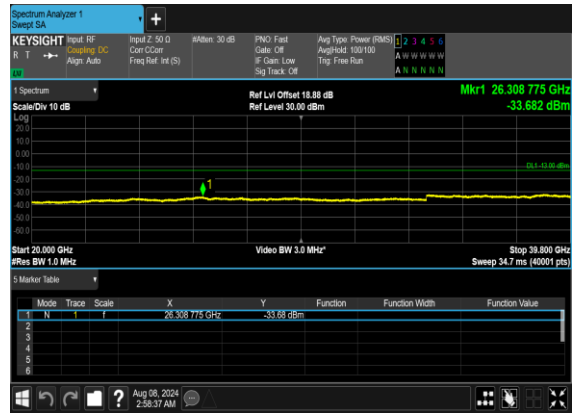 Spectrum Analyzer 1
Swept SA
+
KEYSIGHT
R T
LXI
Input: RF
Coupling: DC
Align: Auto
Input Z: 50 Ω
Corr CCorr
Freq Ref: Int (S)
#Atten: 30 dB
PNO: Fast
Gate: Off
IF Gain: Low
Sig Track: Off
Avg Type: Power (RMS)
Avg|Hold: 100/100
Trig: Free Run
1 2 3 4 5 6
A W W W W W
A N N N N N
1 Spectrum
Scale/Div 10 dB
Ref Lvl Offset 18.88 dB
Ref Level 30.00 dBm
Mkr1 26.308 775 GHz
-33.682 dBm
Log
20.0
10.0
0.00
-10.0
DL1 -13.00 dBm
-20.0
1
-30.0
-40.0
-50.0
-60.0
Start 20.000 GHz
#Res BW 1.0 MHz
Video BW 3.0 MHz*
Stop 39.800 GHz
Sweep 34.7 ms (40001 pts)
5 Marker Table
Mode Trace Scale X Y Function Function Width Function Value
1 N 1 f 26.308 775 GHz -33.68 dBm
2
3
4
5
6
?
Aug 08, 2024
2:58:37 AM